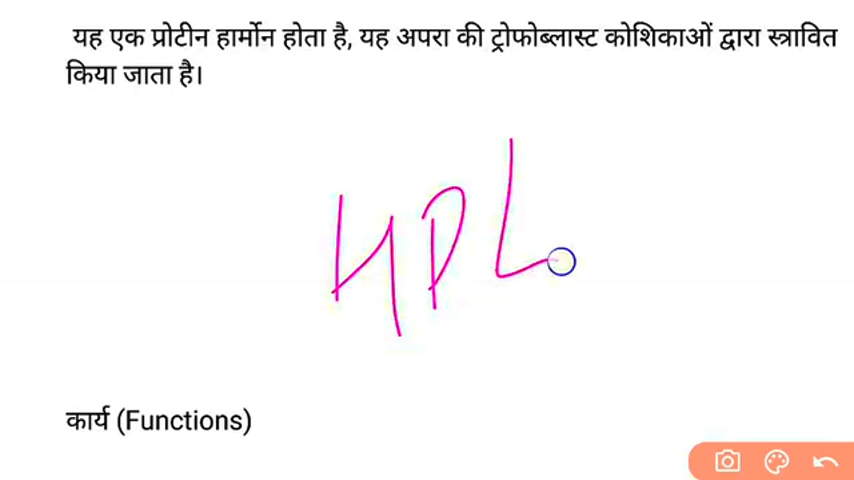 यह एक प्रोटीन हार्मोन होता है, यह अपरा की ट्रोफोब्लास्ट कोशिकाओं द्वारा स्त्रावित
किया जाता है।
HPL
कार्य (Functions)